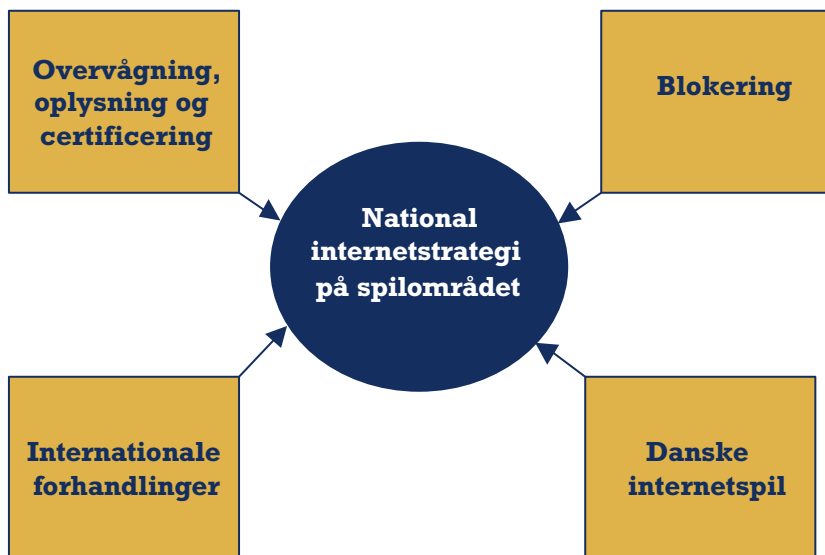 Overvågning,
oplysning og
certificering
Blokering
National
internetstrategi
på spilområdet
Internationale
forhandlinger
Danske
internetspil